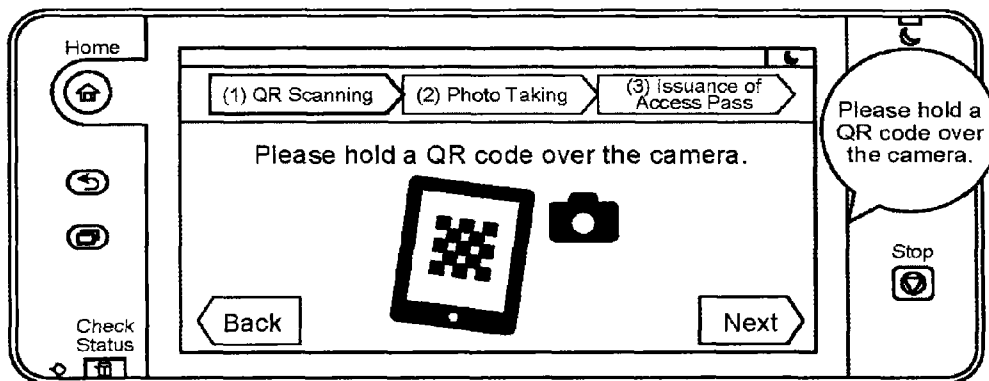 Home
(1) QR Scanning
(2) Photo Taking
(3) Issuance of
Access Pass
Please hold a QR code over the camera.
Please hold a
QR code over
the camera.
Stop
Back
Next
Check
Status